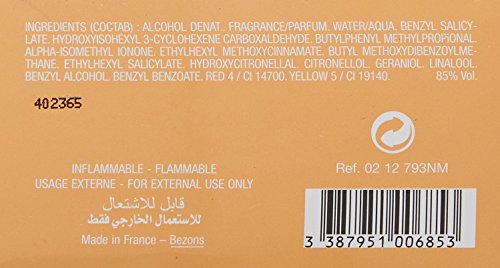 INGREDIENTS (COCTAB) : ALCOHOL DENAT. FRAGRANCE/PARFUM. WATER/AQUA. BENZYL SALICY-
LATE. HYDROXYISOHEXYL 3-CYCLOHEXENE CARBOXALDEHYDE. BUTYLPHENYL METHYLPROPIONAL.
ALPHA-ISOMETHYL IONONE. ETHYLHEXYL METHOXYCINNAMATE. BUTYL METHOXYDIBENZOYLME-
THANE. ETHYLHEXYL SALICYLATE. HYDROXYCITRONELLAL. CITRONELLOL. GERANIOL. LINALOOL.
BENZYL ALCOHOL. BENZYL BENZOATE. RED 4 / CI 14700. YELLOW 5 / CI 19140. 85% Vol.
402365
INFLAMMABLE - FLAMMABLE
USAGE EXTERNE - FOR EXTERNAL USE ONLY
قابل للاشتعال
للاستعمال الخارجي فقط
Made in France - Bezons
Ref. 02 12 793NM
3 387951 006853